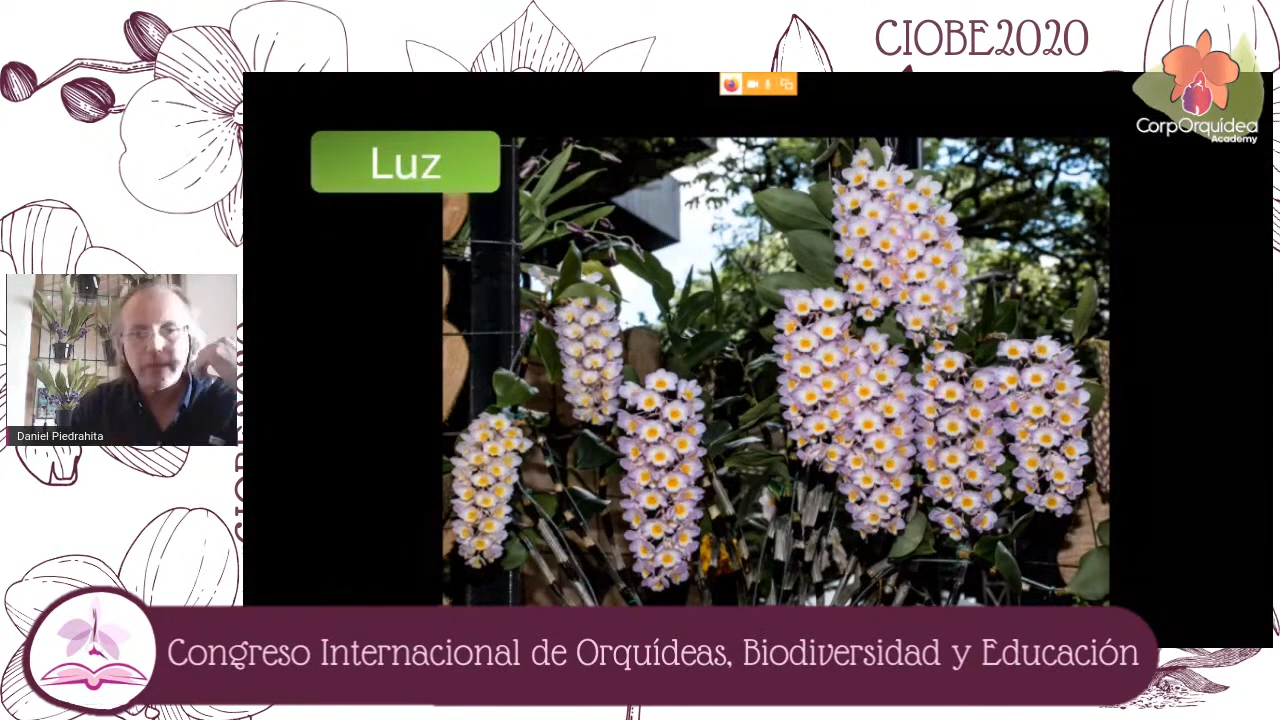 CIOBE2020
CorpOrquídea
Academy
Luz
Daniel Piedrahita
Congreso Internacional de Orquídeas, Biodiversidad y Educación